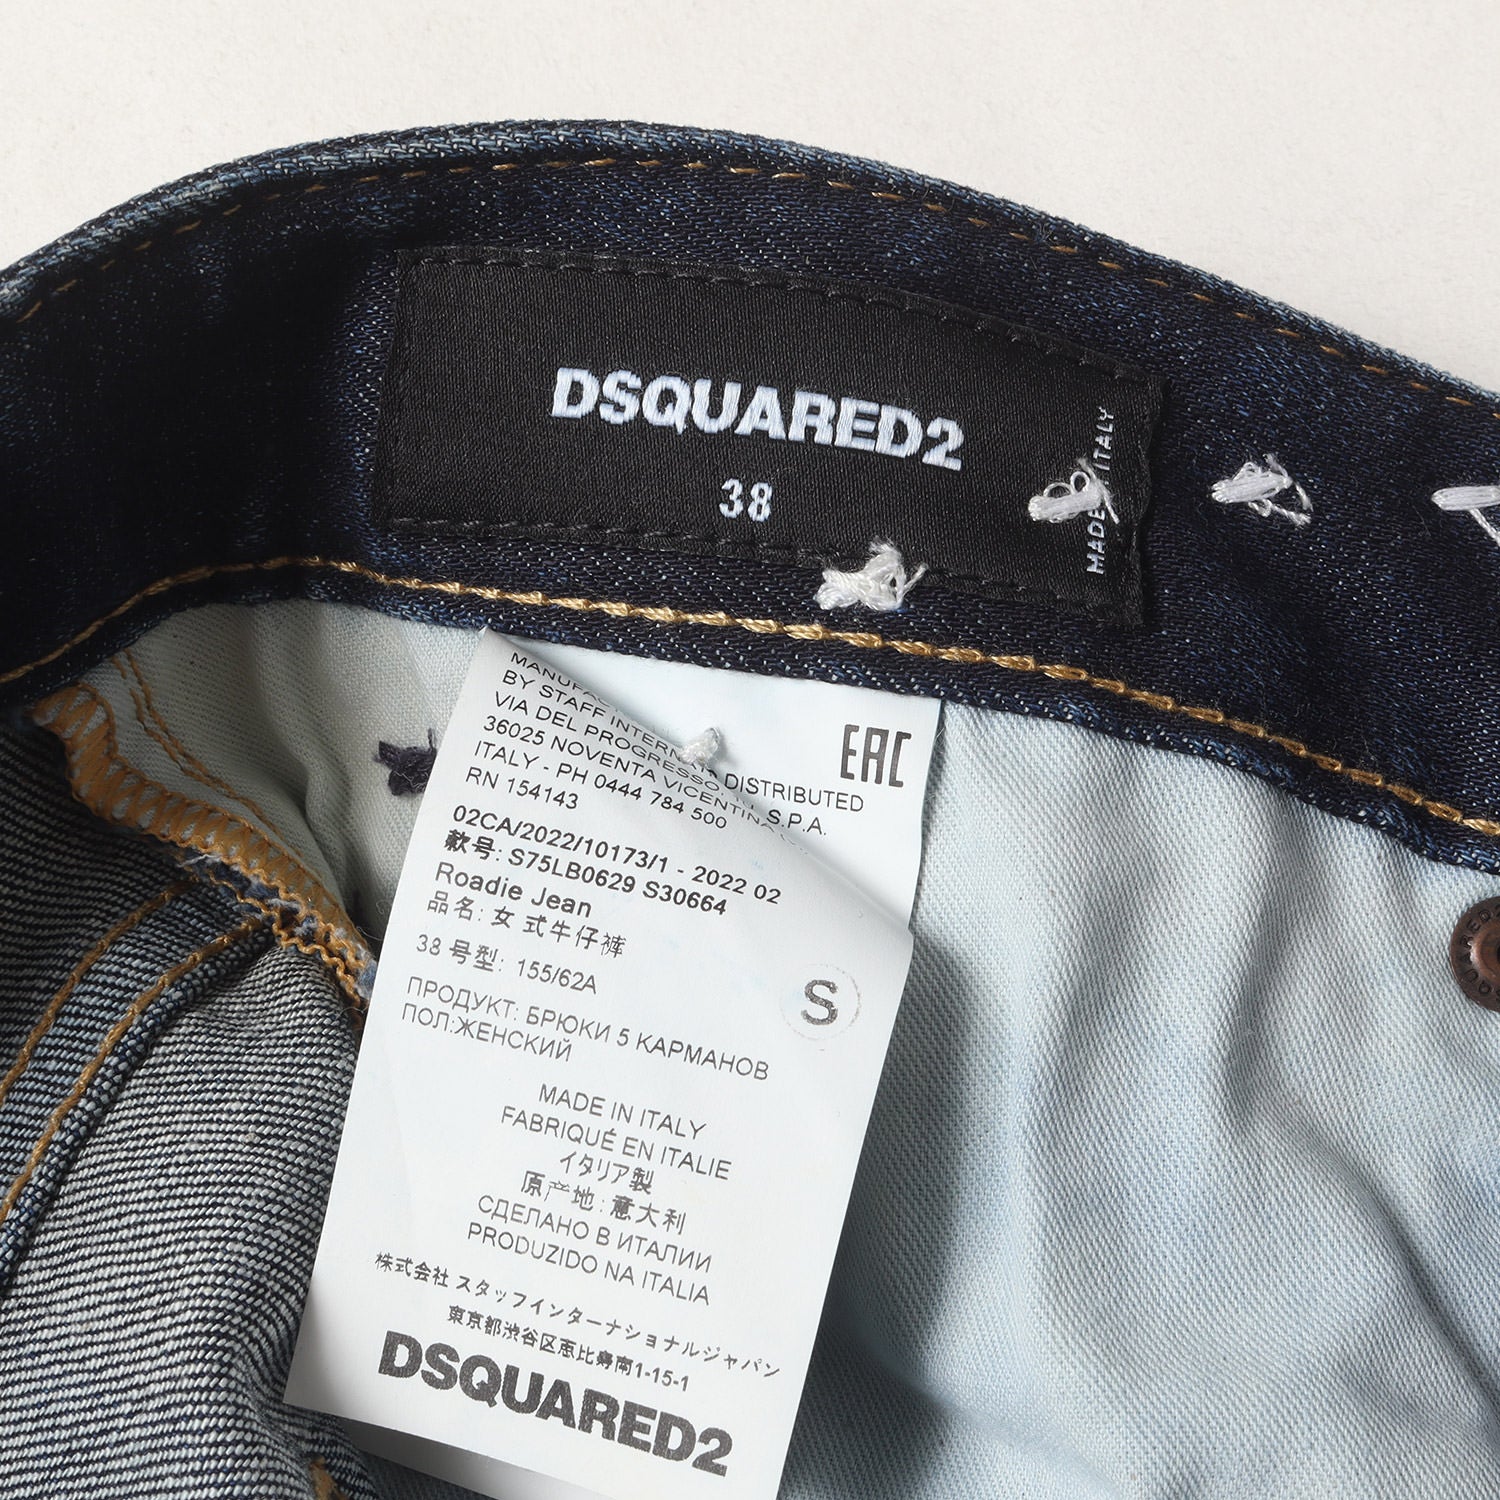 DSQUARED2
38
MADE ITALY
BY STAFF INTERN
VIA DEL PROGRESSO DISTRIBUTED
36025 NOVENTA VICENTINA S.P.A.
ITALY - PH 0444 784 500
RN 154143
EAC
02CA/2022/10173/1 - 2022 02
款号: S75LB0629 S30664
Roadie Jean
品名: 女 式牛仔裤
38 号型: 155/62A
S
ПРОДУКТ: БРЮКИ 5 КАРМАНОВ
ПОЛ:ЖЕНСКИЙ
MADE IN ITALY
FABRIQUÉ EN ITALIE
イタリア製
原产地: 意大利
СДЕЛАНО В ИТАЛИИ
PRODUZIDO NA ITALIA
株式会社 スタッフインターナショナルジャパン
東京都渋谷区恵比寿南1-15-1
DSQUARED2